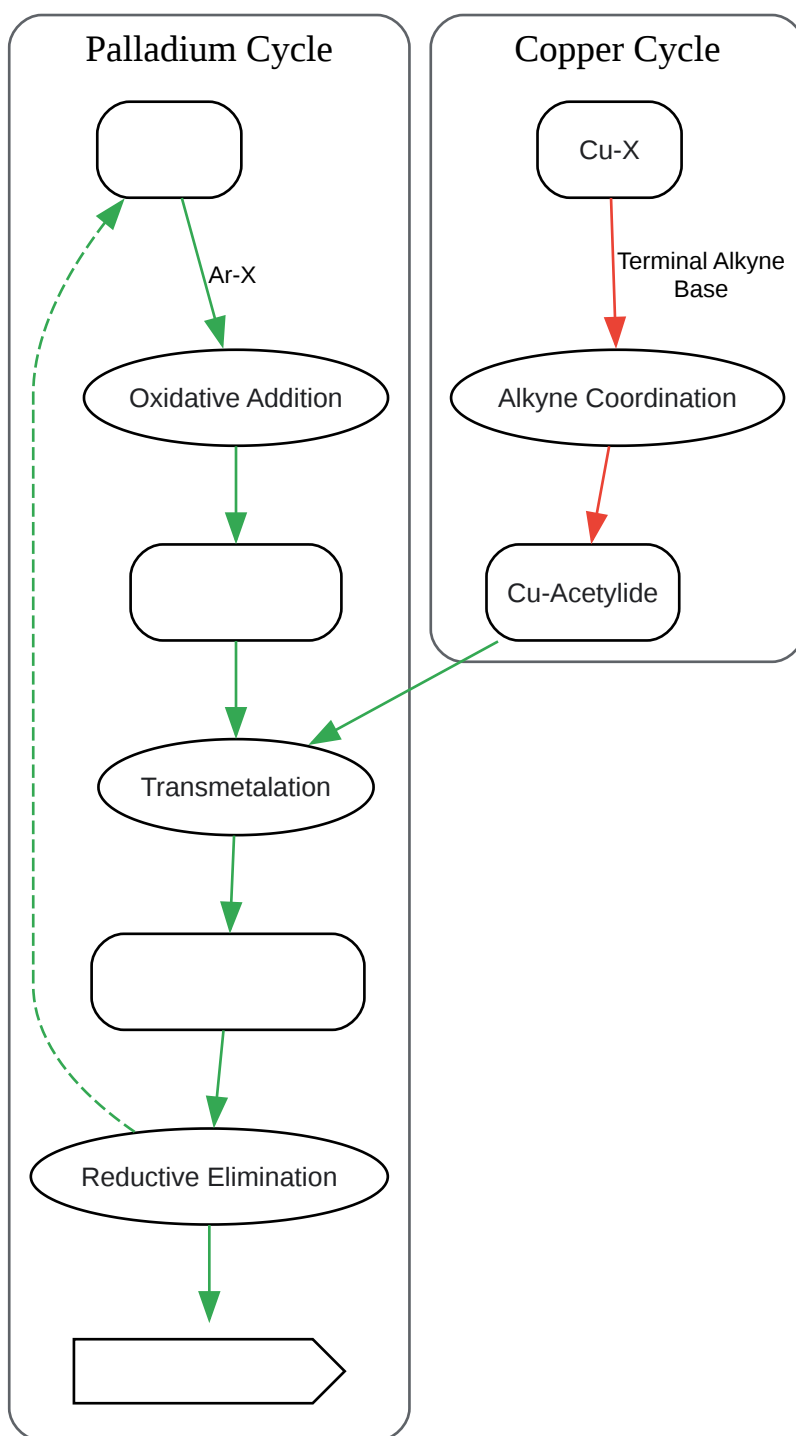 Palladium Cycle
Copper Cycle
Cu-X
Ar-X
Terminal Alkyne
Base
Oxidative Addition
Alkyne Coordination
Cu-Acetylide
Transmetalation
Reductive Elimination